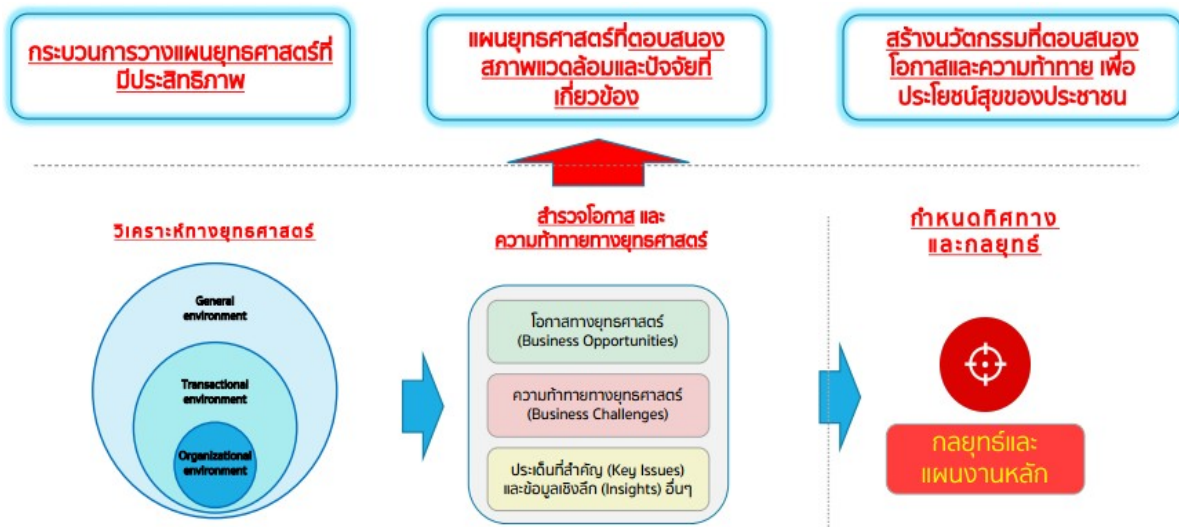 กระบวนการวางแผนยุทธศาสตร์ที่
มีประสิทธิภาพ
แผนยุทธศาสตร์ที่ตอบสนอง
สภาพแวดล้อมและปัจจัยที่
เกี่ยวข้อง
สร้างนวัตกรรมที่ตอบสนอง
โอกาสและความท้าทาย เพื่อ
ประโยชน์สุขของประชาชน
วิเคราะห์ทางยุทธศาสตร์
General
environment
Transactional
environment
Organizational
environment
สำรวจโอกาส และ
ความท้าทายทางยุทธศาสตร์
โอกาสทางยุทธศาสตร์
(Business Opportunities)
ความท้าทายทางยุทธศาสตร์
(Business Challenges)
ประเด็นที่สำคัญ (Key Issues)
และข้อมูลเชิงลึก (Insights) อื่นๆ
กำหนดทิศทาง
และกลยุทธ์
กลยุทธ์และ
แผนงานหลัก